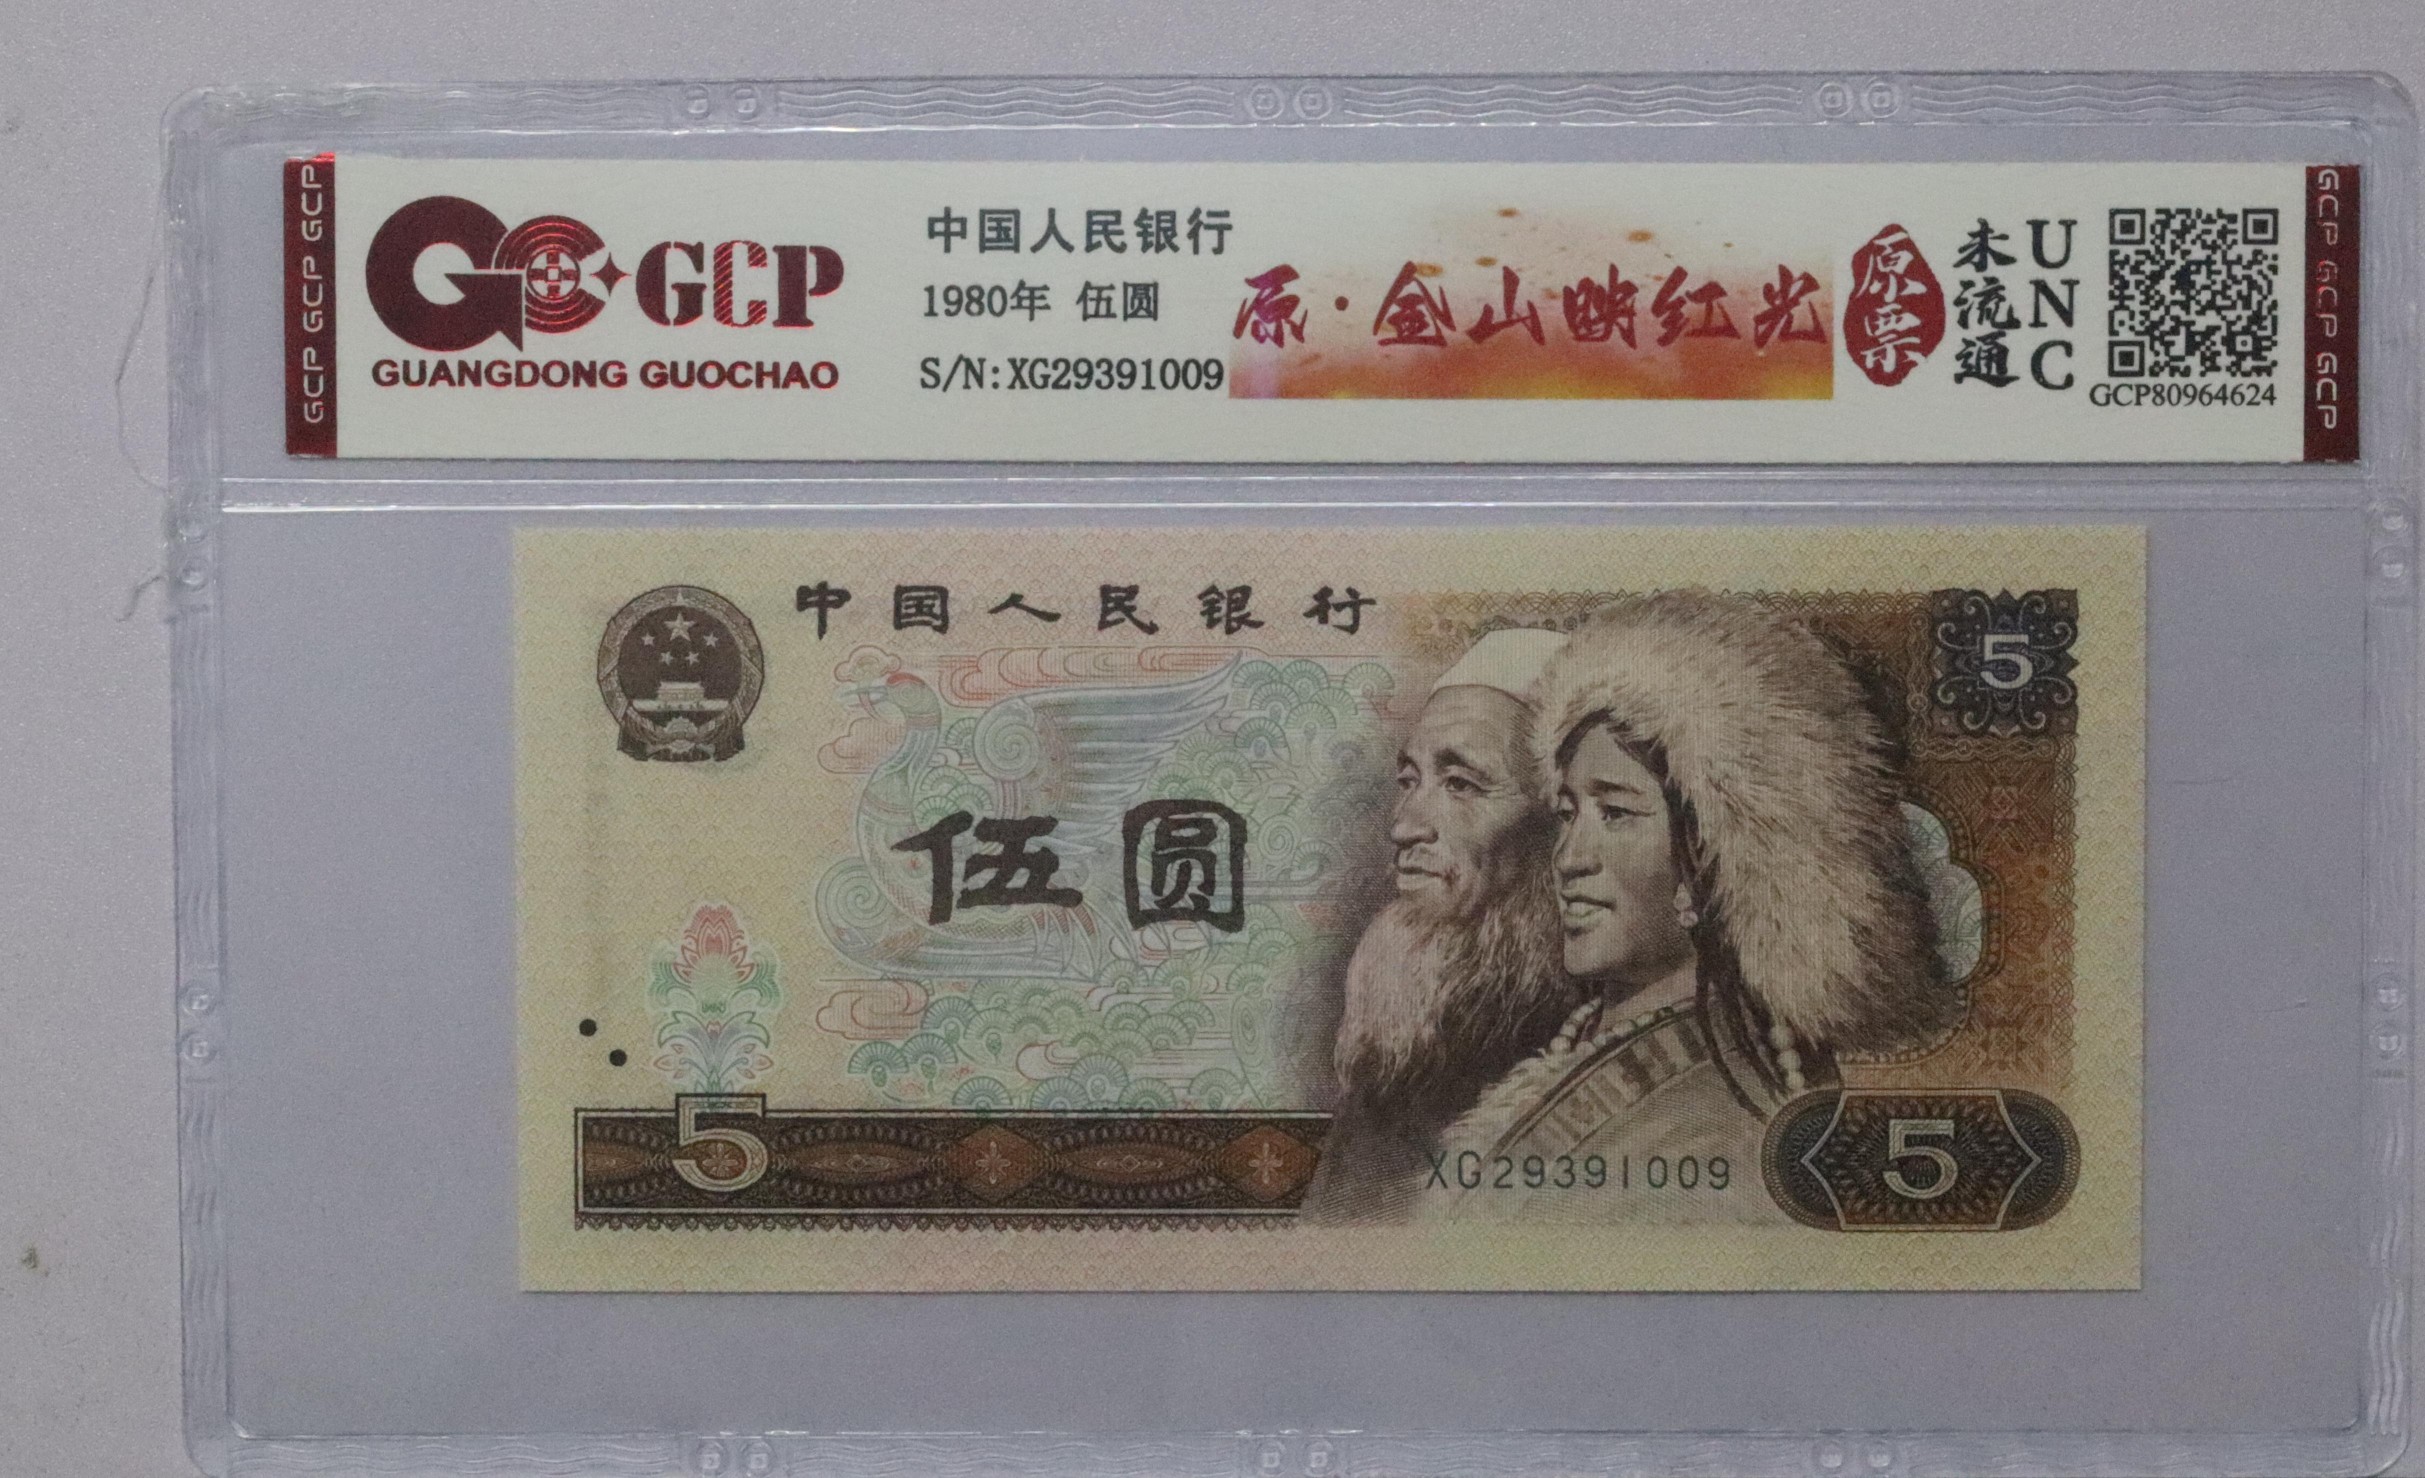 GCP GCP GCP
GCP
GUANGDONG GUOCHAO
中国人民银行
1980年 伍圆
S/N:XG29391009
原·金山映红光
原票
未流通
UNC
GCP80964624
GCP GCP GCP
中国人民银行
5
伍圆
5
XG29391009
5